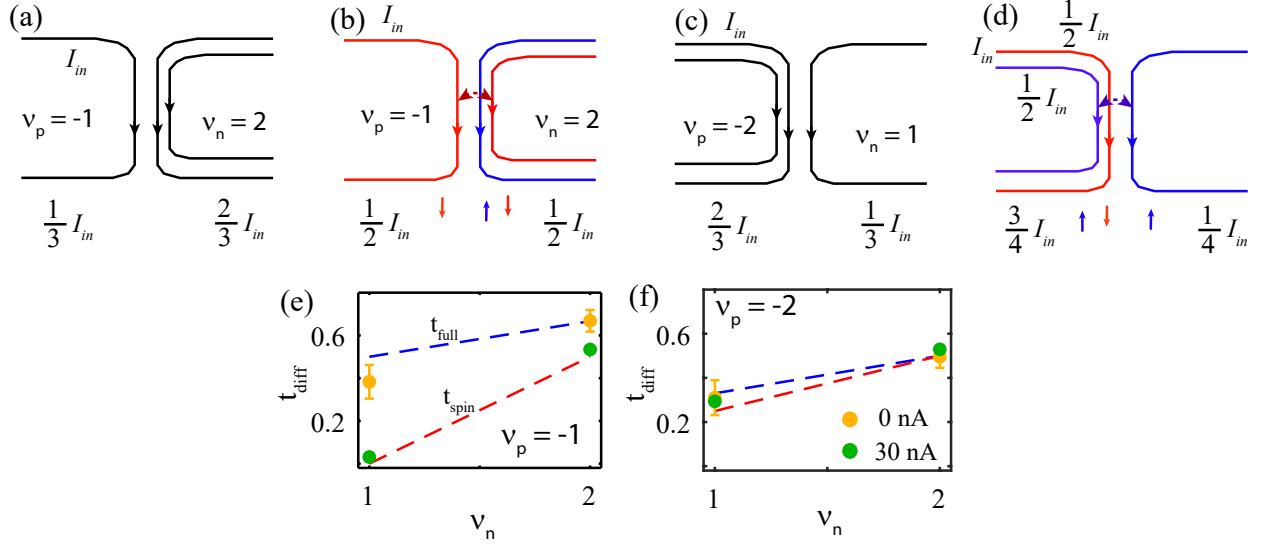 (a)
I_in
ν_p = -1
ν_n = 2
1/3 I_in
2/3 I_in
(b)
I_in
ν_p = -1
ν_n = 2
1/2 I_in
1/2 I_in
(c)
I_in
ν_p = -2
ν_n = 1
2/3 I_in
1/3 I_in
(d)
I_in
1/2 I_in
1/2 I_in
3/4 I_in
1/4 I_in
(e)
t_diff
0.6
0.2
t_full
t_spin
ν_p = -1
1
2
ν_n
(f)
ν_p = -2
t_diff
0.6
0.2
0 nA
30 nA
1
2
ν_n